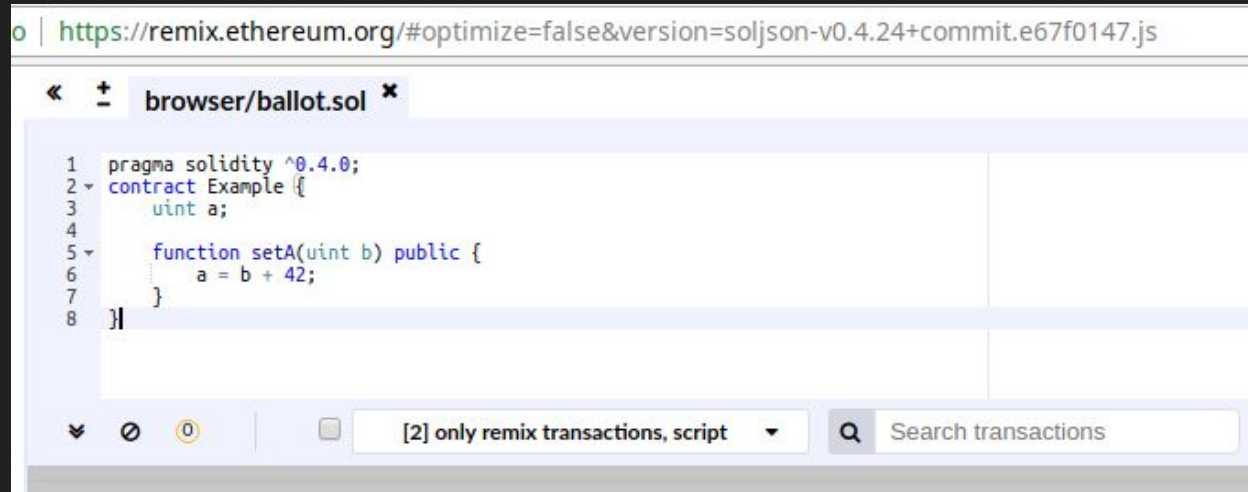 o | https://remix.ethereum.org/#optimize=false&version=soljson-v0.4.24+commit.e67f0147.js
« + - browser/ballot.sol ✖
1 pragma solidity ^0.4.0;
2 contract Example {
3     uint a;
4
5     function setA(uint b) public {
6         a = b + 42;
7     }
8 }
0 [2] only remix transactions, script Search transactions